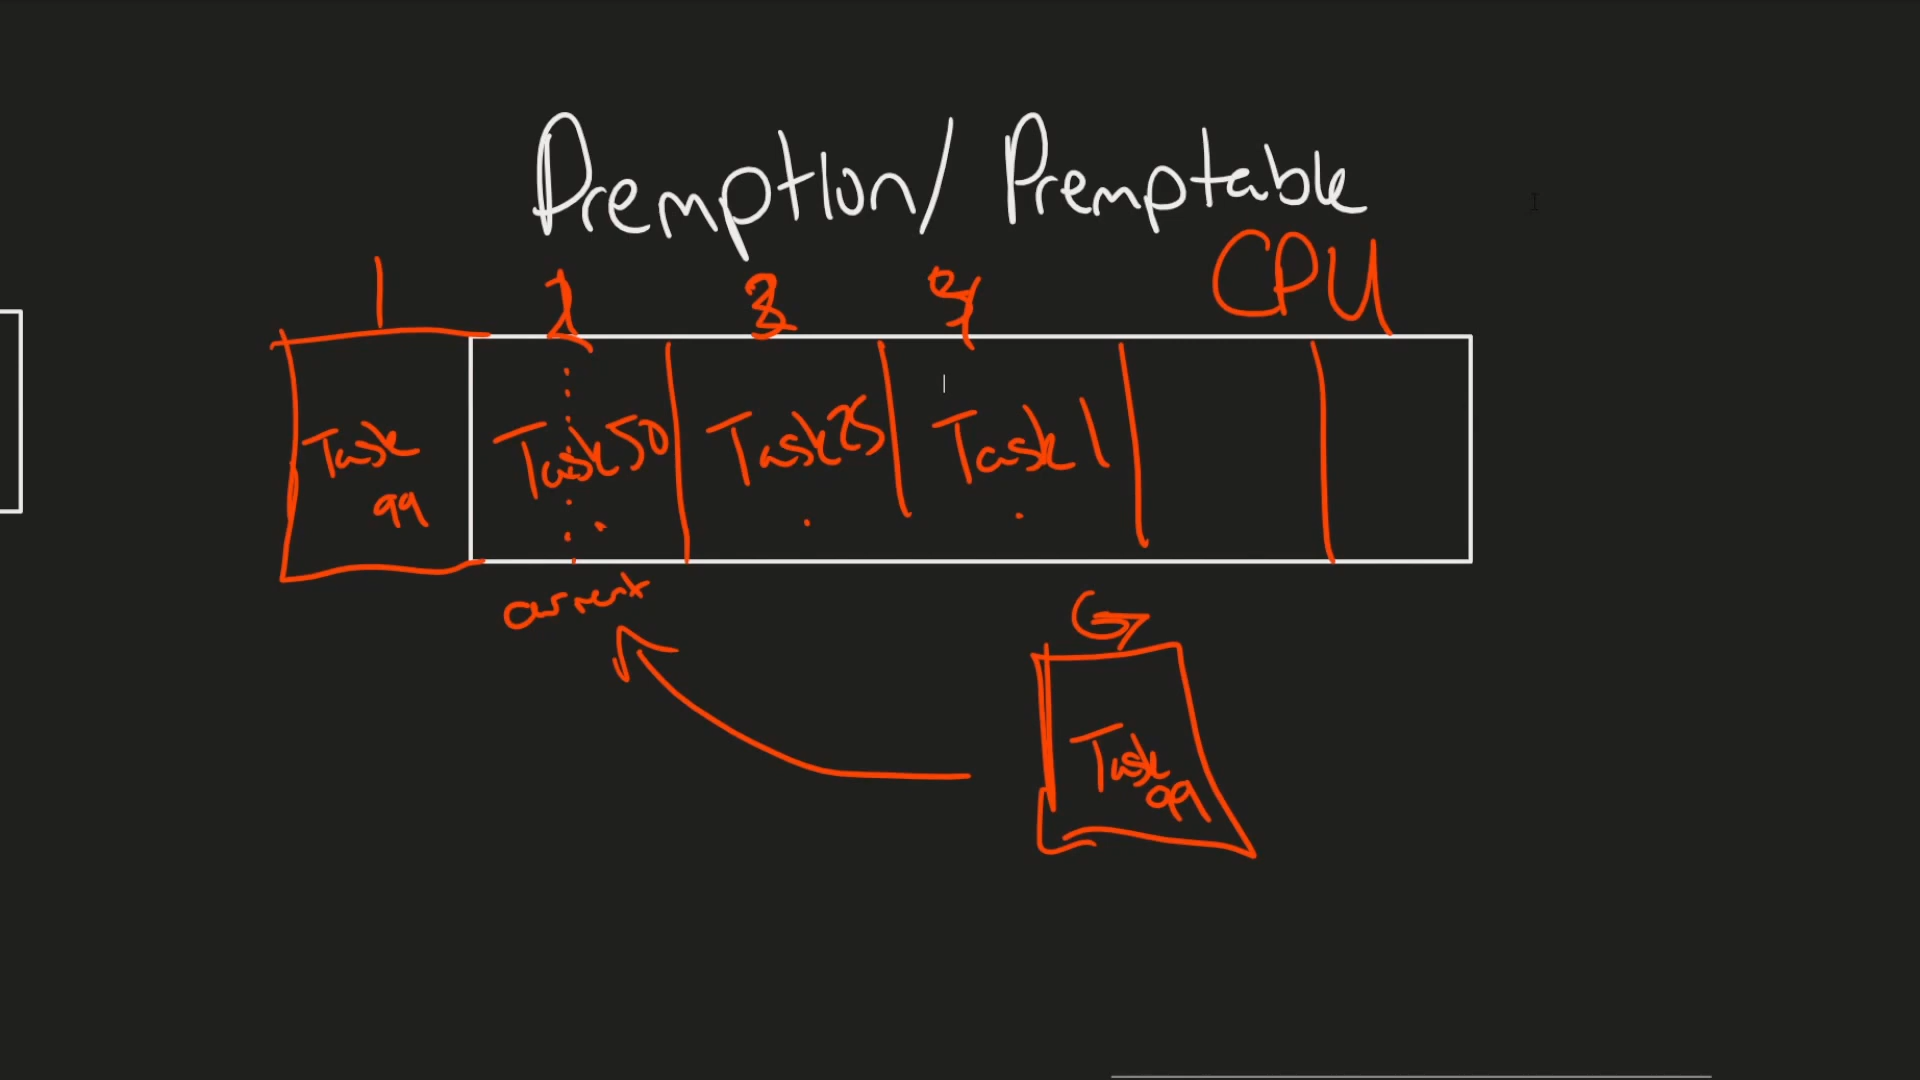 Premption/ Premptable
CPU
1 2 3 4
Task 99
Task50 Task25 Task1
current
Task 99